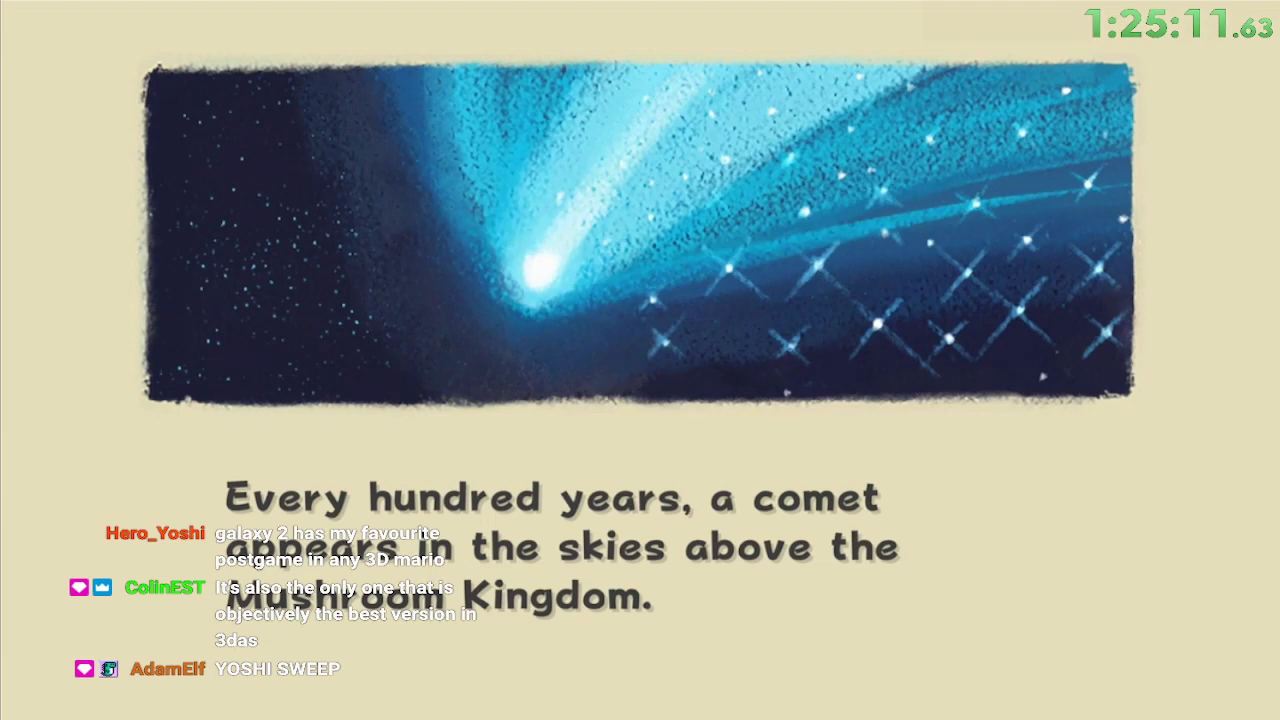 1:25:11.63
Every hundred years, a comet
appears in the skies above the
Mushroom Kingdom.
Hero_Yoshi galaxy 2 has my favourite
postgame in any 3D mario
ColinEST It's also the only one that is
objectively the best version in
3das
AdamElf YOSHI SWEEP